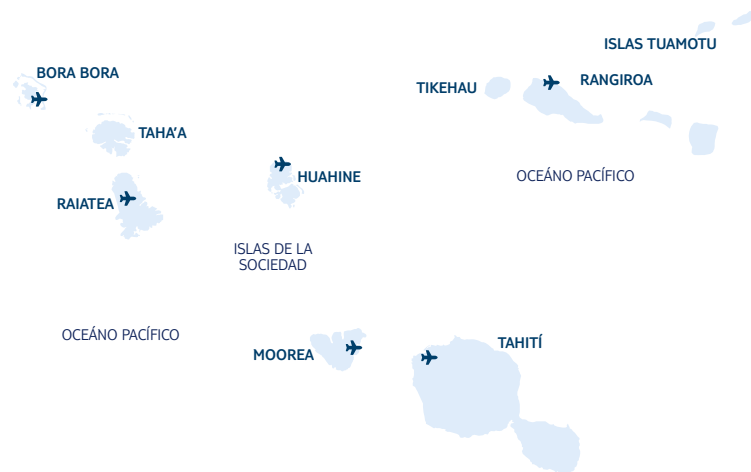 ISLAS TUAMOTU
BORA BORA
TIKEHAU
RANGIROA
TAHA'A
HUAHINE
OCEÁNO PACÍFICO
RAIATEA
ISLAS DE LA
SOCIEDAD
OCEÁNO PACÍFICO
MOOREA
TAHITÍ